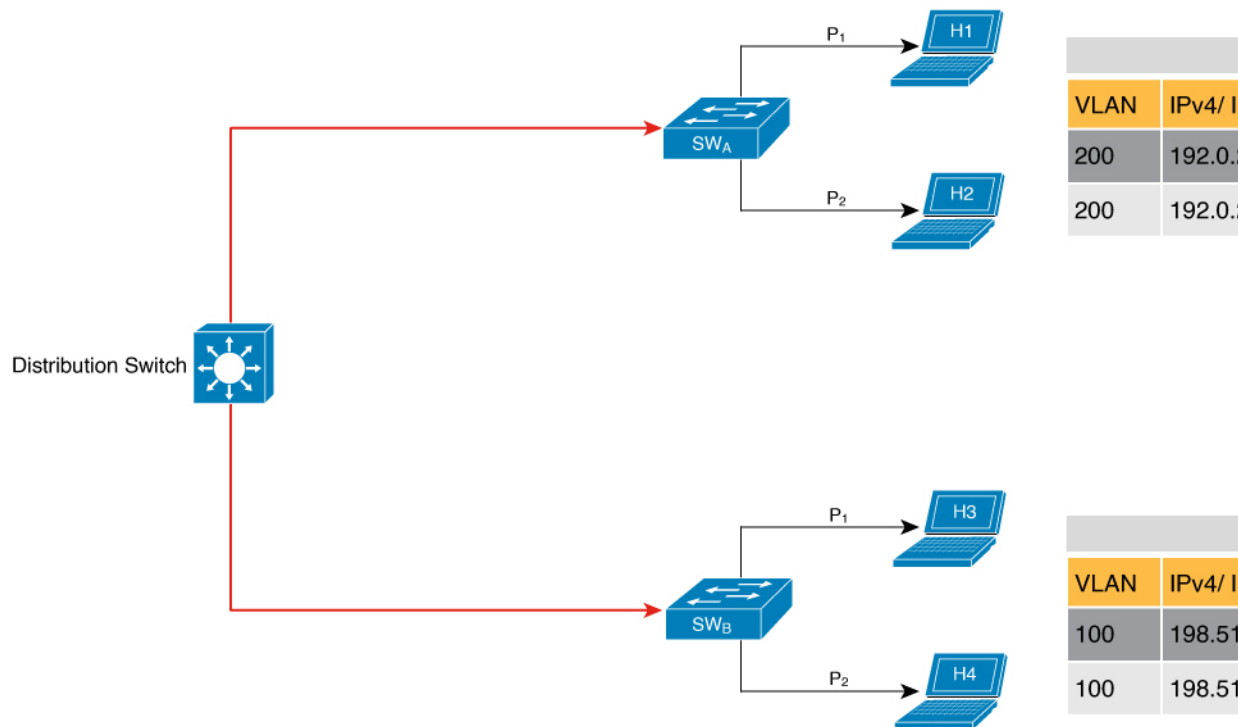 P₁
H1
SWA
P₂
H2
VLAN IPv4/
200 192.0.
200 192.0.
Distribution Switch
P₁
H3
SWB
P₂
H4
VLAN IPv4/
100 198.51
100 198.51